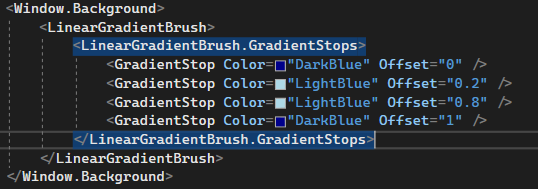 <Window.Background>
<LinearGradientBrush>
<LinearGradientBrush.GradientStops>
<GradientStop Color="DarkBlue" Offset="0" />
<GradientStop Color="LightBlue" Offset="0.2" />
<GradientStop Color="LightBlue" Offset="0.8" />
<GradientStop Color="DarkBlue" Offset="1" />
</LinearGradientBrush.GradientStops>
</LinearGradientBrush>
</Window.Background>